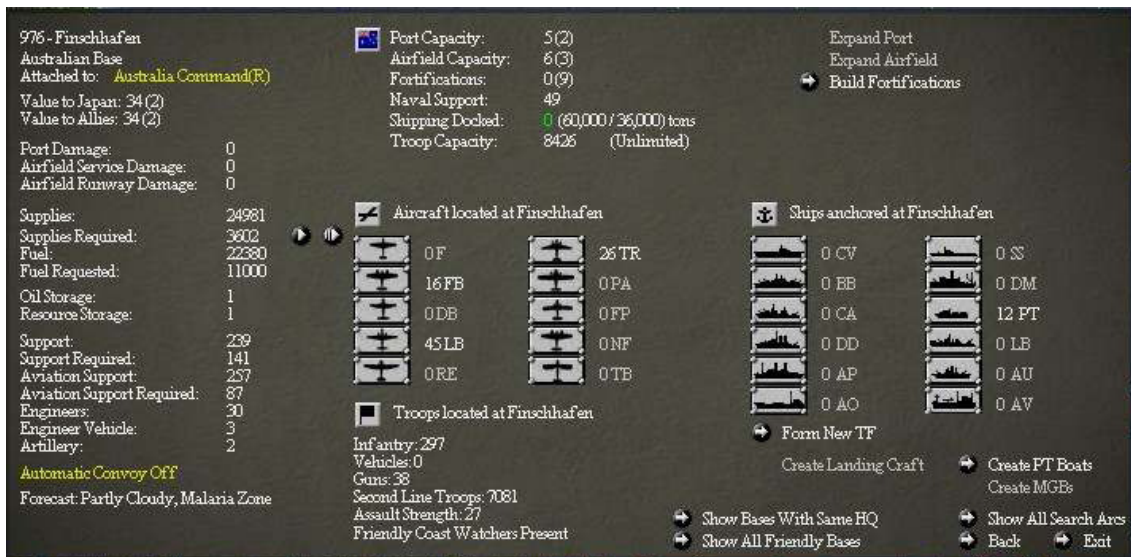 976 - Finschhafen
Australian Base
Attached to: Australia Command(R)
Value to Japan: 34 (2)
Value to Allies: 34 (2)
Port Damage: 0
Airfield Service Damage: 0
Airfield Runway Damage: 0
Supplies: 24981
Supplies Required: 3602
Fuel: 22380
Fuel Requested: 11000
Oil Storage: 1
Resource Storage: 1
Support: 239
Support Required: 141
Aviation Support: 257
Aviation Support Required: 87
Engineers: 30
Engineer Vehicle: 3
Artillery: 2
Automatic Convoy Off
Forecast: Partly Cloudy, Malaria Zone
Port Capacity: 5(2)
Airfield Capacity: 6(3)
Fortifications: 0(9)
Naval Support: 49
Shipping Docked: 0 (60,000 / 36,000) tons
Troop Capacity: 8426 (Unlimited)
Expand Port
Expand Airfield
Build Fortifications
Aircraft located at Finschhafen
0 F 26 TR
16 FB 0 PA
0 DB 0 FP
45 LB 0 NF
0 RE 0 TB
Troops located at Finschhafen
Infantry: 297
Vehicles: 0
Guns: 38
Second Line Troops: 7081
Assault Strength: 27
Friendly Coast Watchers Present
Ships anchored at Finschhafen
0 CV 0 SS
0 BB 0 DM
0 CA 12 PT
0 DD 0 LB
0 AP 0 AU
0 AO 0 AV
Form New TF
Create Landing Craft Create PT Boats
Create MGBs
Show Bases With Same HQ Show All Search Arcs
Show All Friendly Bases Back Exit